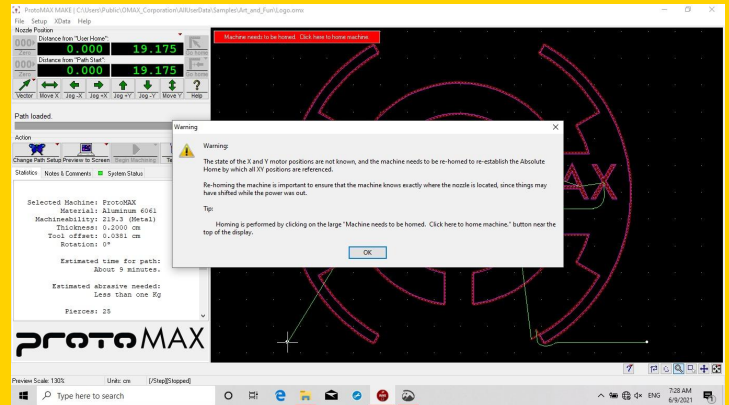 ProtoMAX MAKE | C:\Users\Public\OMAX_Corporation\AllUserData\Samples\Art_and_Fun\Logo.omx
File Setup XData Help
Nozzle Position
Distance from "User Home":
000
Zero
0.000
19.175
Go home
Distance from "Path Start":
000
Zero
0.000
19.175
Go home
Vector Move X Jog -X Jog +X Jog +Y Jog -Y Move Y Help
Machine needs to be homed. Click here to home machine
Path loaded.
Action
Change Path Setup Preview to Screen Begin Machining
Statistics Notes & Comments System Status
Selected Machine: ProtoMAX
Material: Aluminum 6061
Machineability: 219.3 (Metal)
Thickness: 0.2000 cm
Tool offset: 0.0381 cm
Rotation: 0°
Estimated time for path:
About 9 minutes.
Estimated abrasive needed:
Less than one Kg
Pierces: 25
PROTOMAX
Warning
Warning:
The state of the X and Y motor positions are not known, and the machine needs to be re-homed to re-establish the Absolute
Home by which all XY positions are referenced.
Re-homing the machine is important to ensure that the machine knows exactly where the nozzle is located, since things may
have shifted while the power was out.
Tip:
Homing is performed by clicking on the large "Machine needs to be homed. Click here to home machine." button near the
top of the display.
OK
AX
Preview Scale: 130% Units: cm [/Step][Stopped]
Type here to search
ENG
7:28 AM
6/9/2021